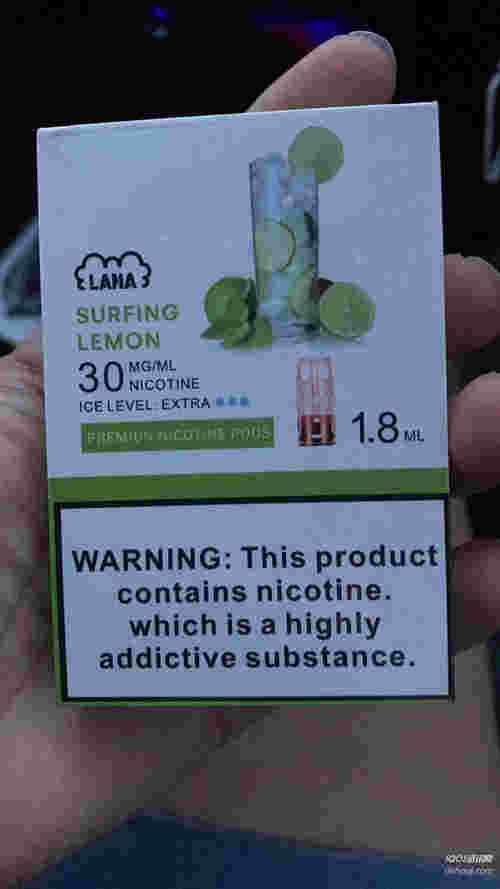 LANA
SURFING
LEMON
30 MG/ML
NICOTINE
ICE LEVEL: EXTRA
PREMIUN NICOTINE PODS
1.8 ML
WARNING: This product
contains nicotine.
which is a highly
addictive substance.